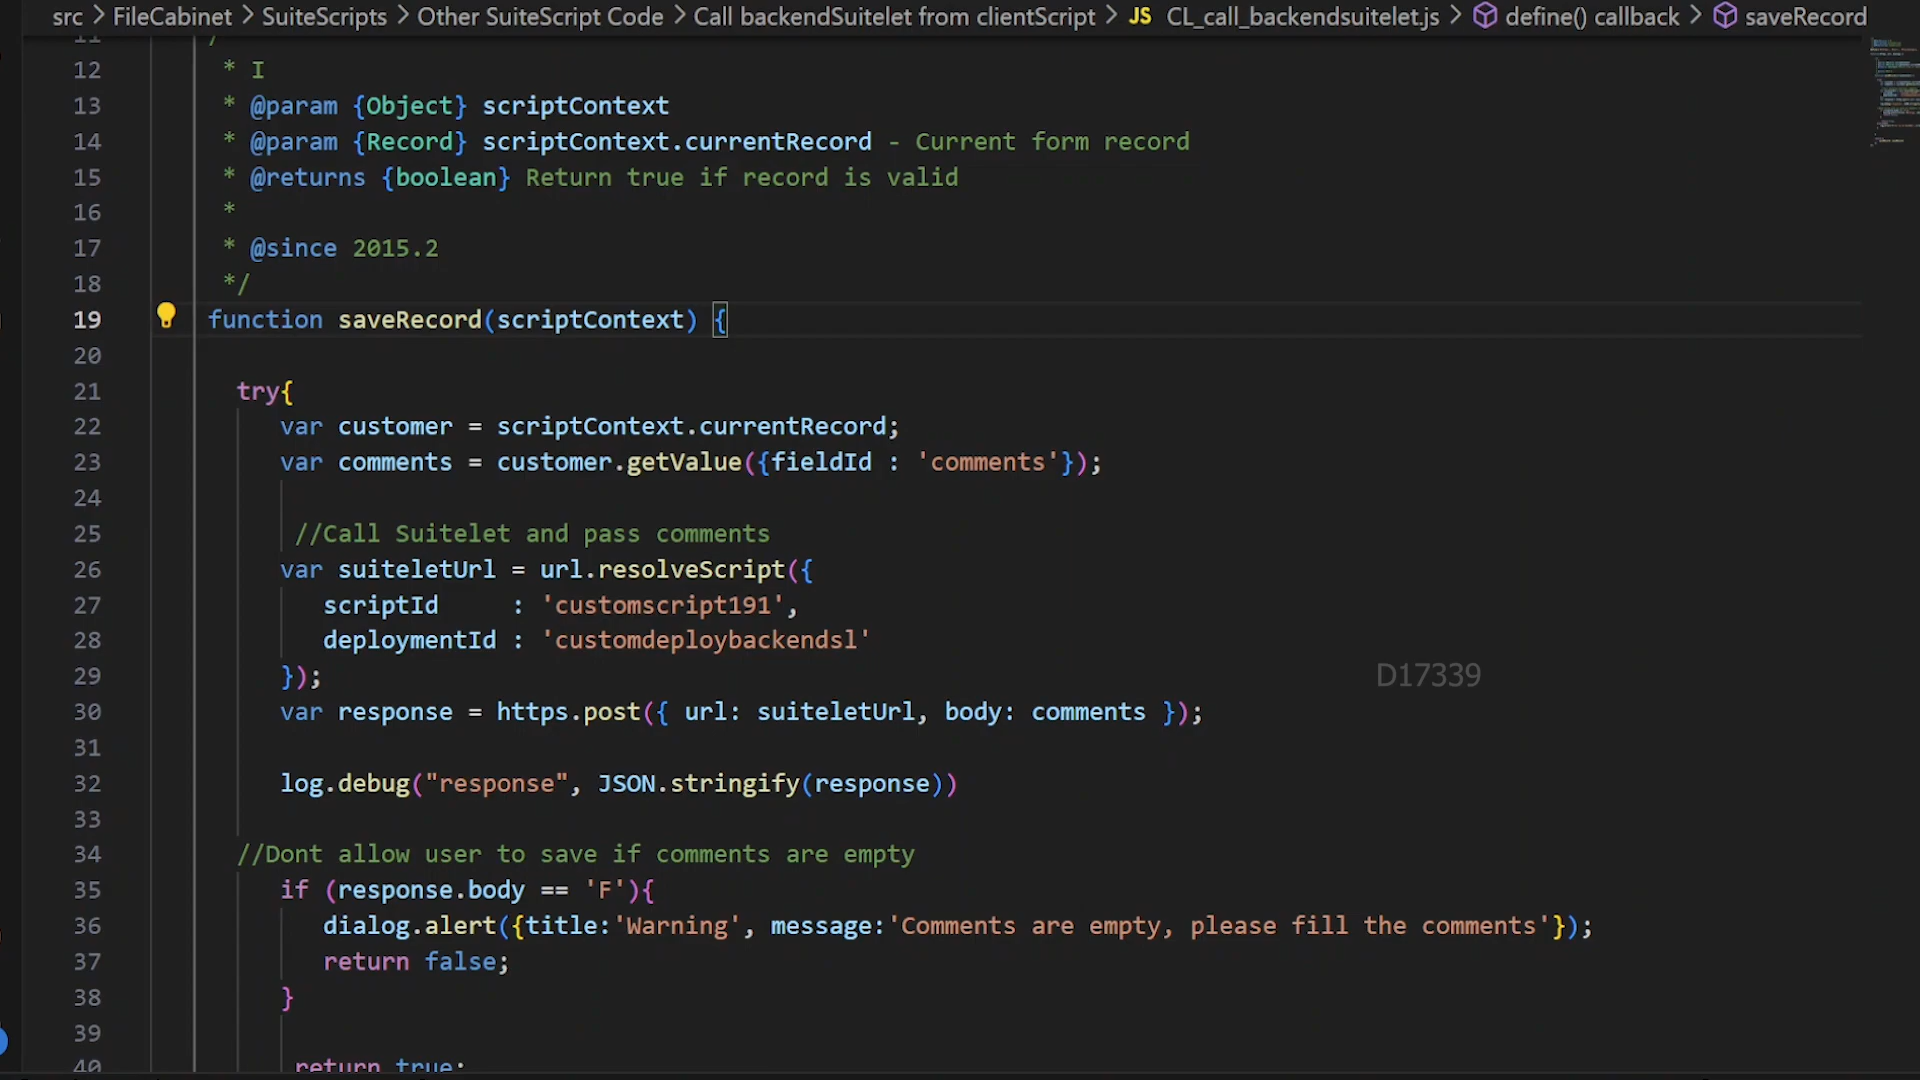 src > FileCabinet > SuiteScripts > Other SuiteScript Code > Call backendSuitelet from clientScript > JS CL_call_backendsuitelet.js > define() callback > saveRecord
11 /
12 * I
13 * @param {Object} scriptContext
14 * @param {Record} scriptContext.currentRecord - Current form record
15 * @returns {boolean} Return true if record is valid
16 *
17 * @since 2015.2
18 */
19 function saveRecord(scriptContext) {
20
21 try{
22 var customer = scriptContext.currentRecord;
23 var comments = customer.getValue({fieldId : 'comments'});
24
25 //Call Suitelet and pass comments
26 var suiteletUrl = url.resolveScript({
27 scriptId : 'customscript191',
28 deploymentId : 'customdeploybackendsl'
29 });
30 var response = https.post({ url: suiteletUrl, body: comments });
31
32 log.debug("response", JSON.stringify(response))
33
34 //Dont allow user to save if comments are empty
35 if (response.body == 'F'){
36 dialog.alert({title:'Warning', message:'Comments are empty, please fill the comments'});
37 return false;
38 }
39
40 return true;
D17339